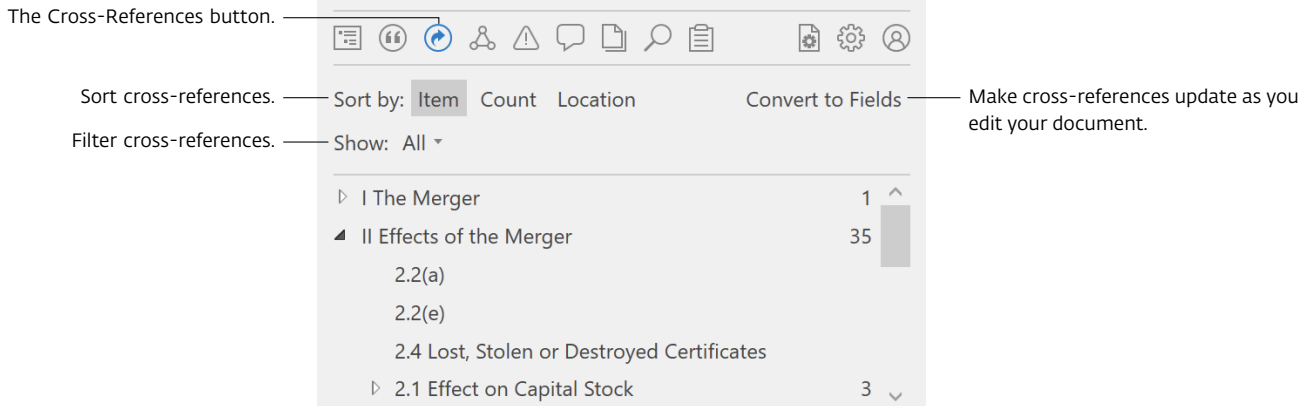 The Cross-References button.
Sort cross-references.
Sort by: Item Count Location Convert to Fields
Make cross-references update as you
edit your document.
Filter cross-references.
Show: All
I The Merger 1
II Effects of the Merger 35
2.2(a)
2.2(e)
2.4 Lost, Stolen or Destroyed Certificates
2.1 Effect on Capital Stock 3